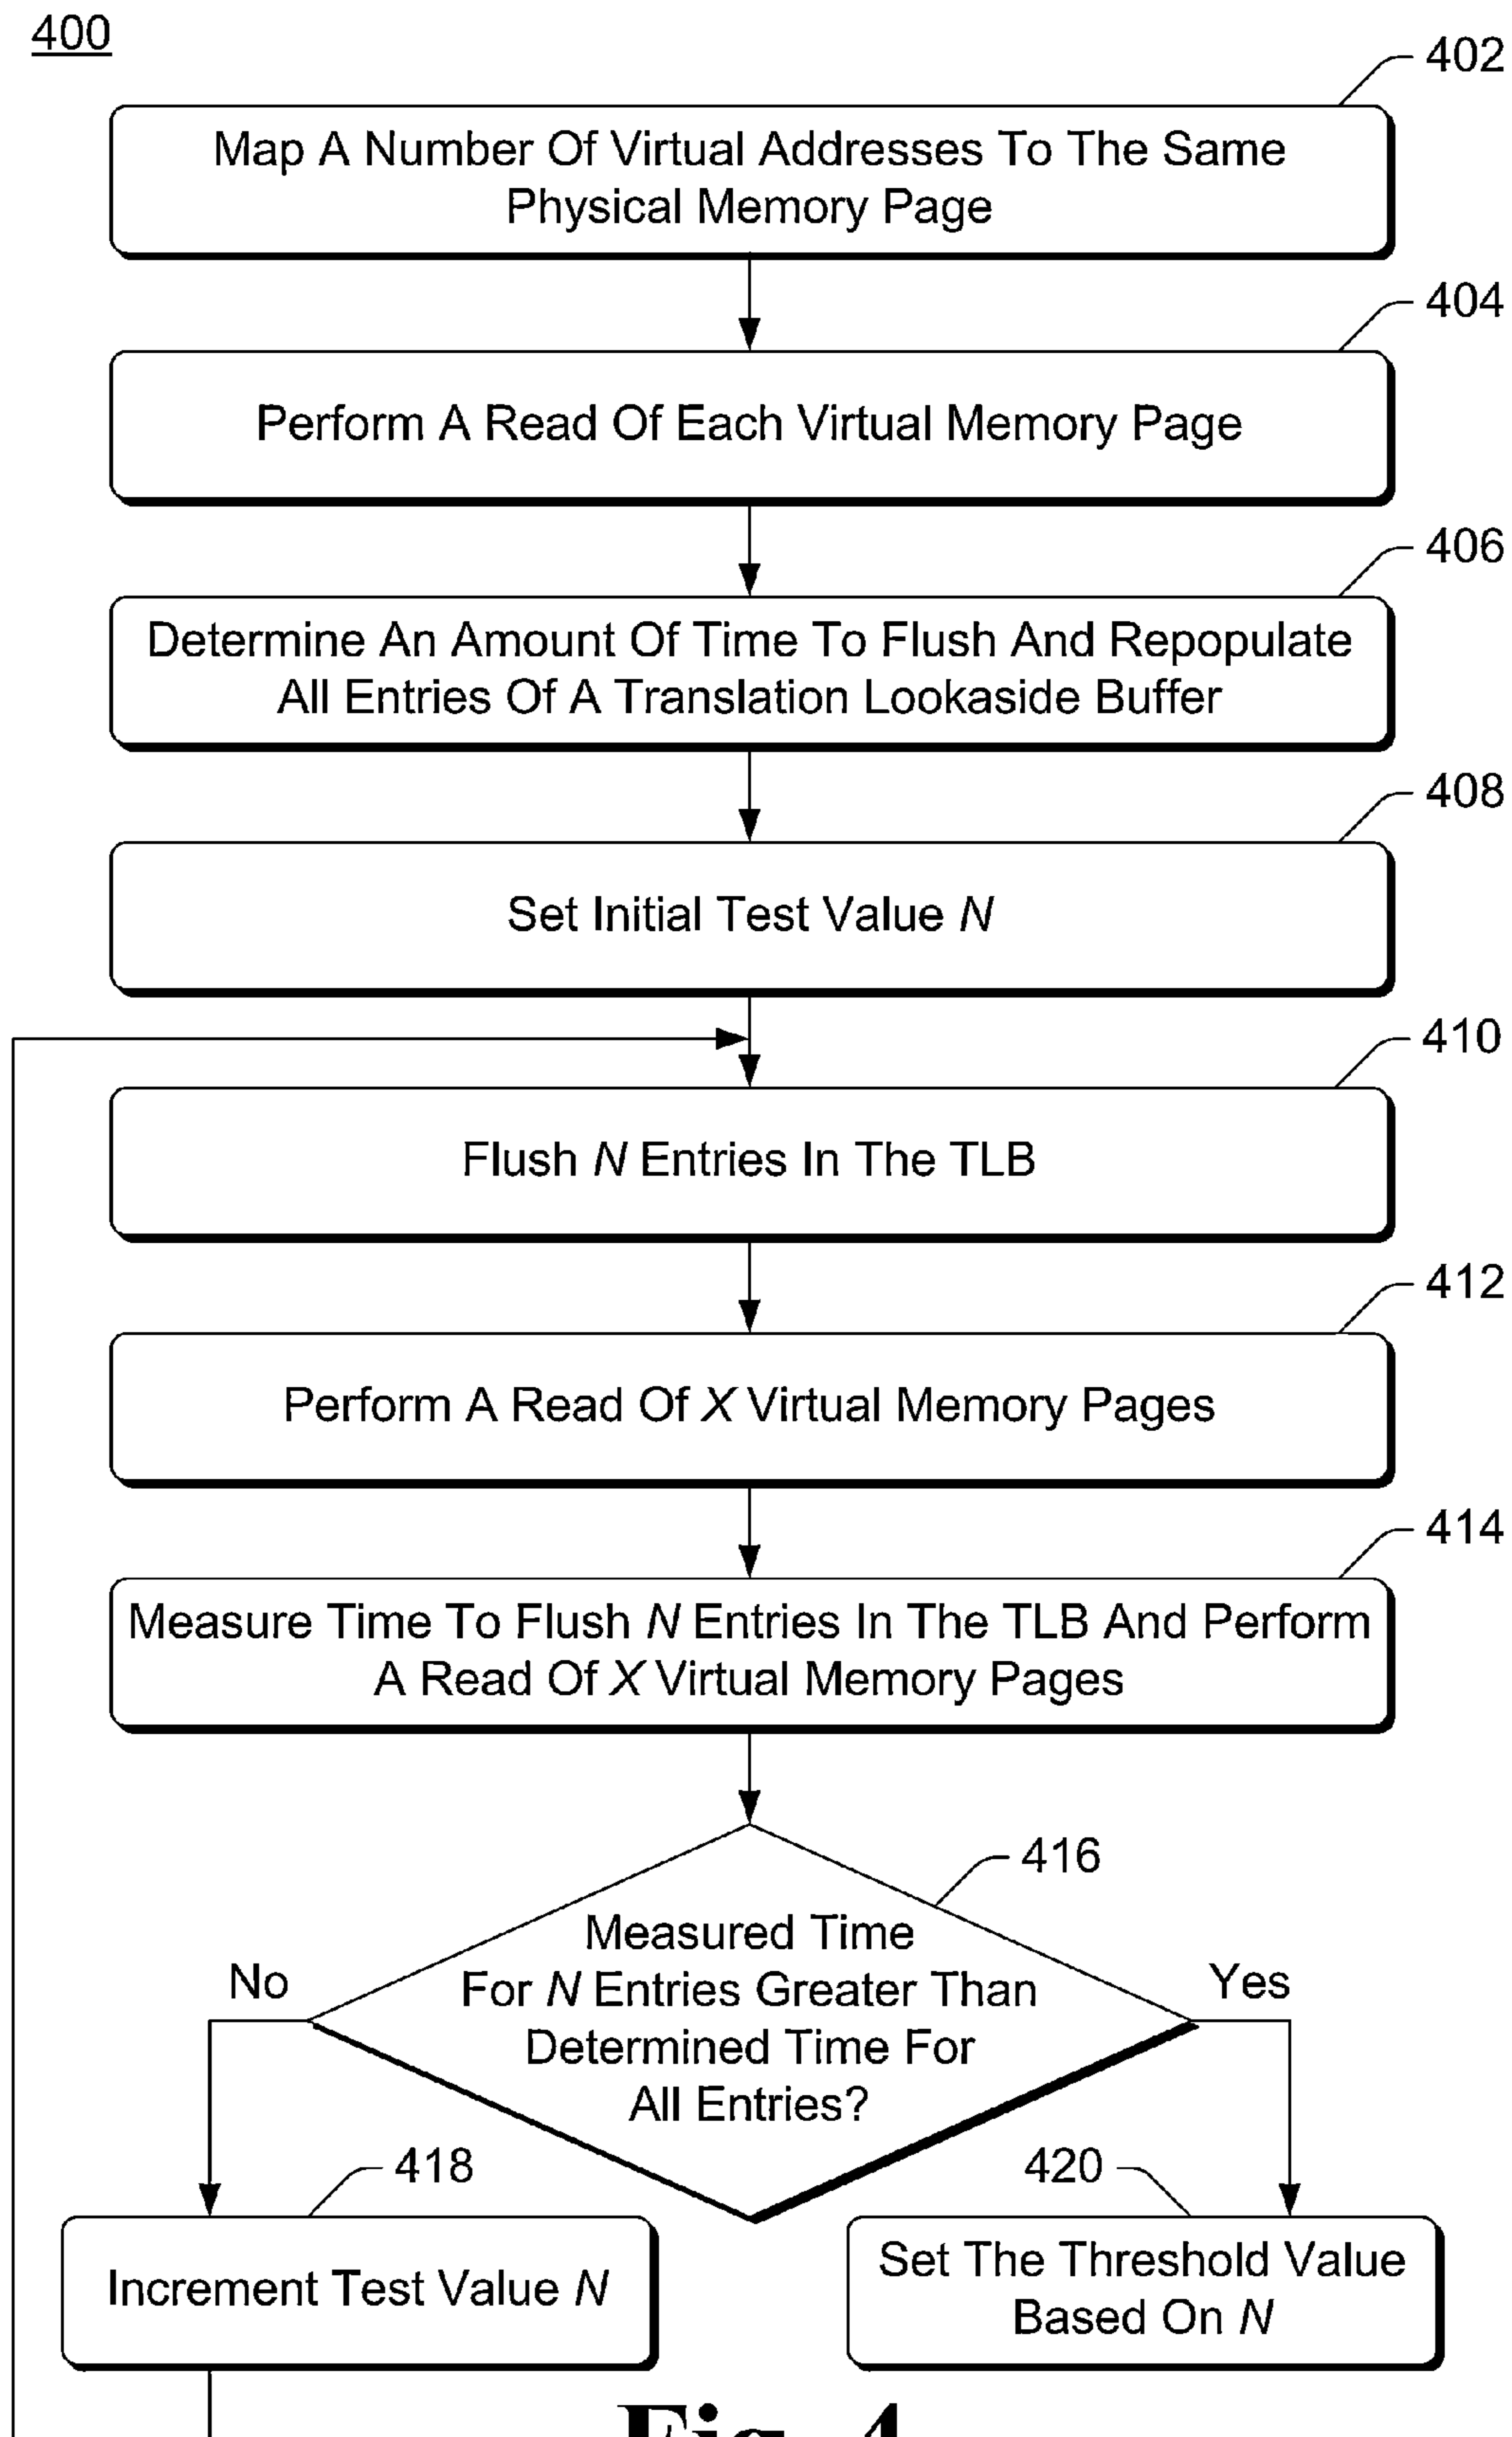 400
402
Map A Number Of Virtual Addresses To The Same
Physical Memory Page
404
Perform A Read Of Each Virtual Memory Page
406
Determine An Amount Of Time To Flush And Repopulate
All Entries Of A Translation Lookaside Buffer
408
Set Initial Test Value N
410
Flush N Entries In The TLB
412
Perform A Read Of X Virtual Memory Pages
414
Measure Time To Flush N Entries In The TLB And Perform
A Read Of X Virtual Memory Pages
416
Measured Time
For N Entries Greater Than
Determined Time For
All Entries?
No
Yes
418
Increment Test Value N
420
Set The Threshold Value
Based On N
Fig. 4